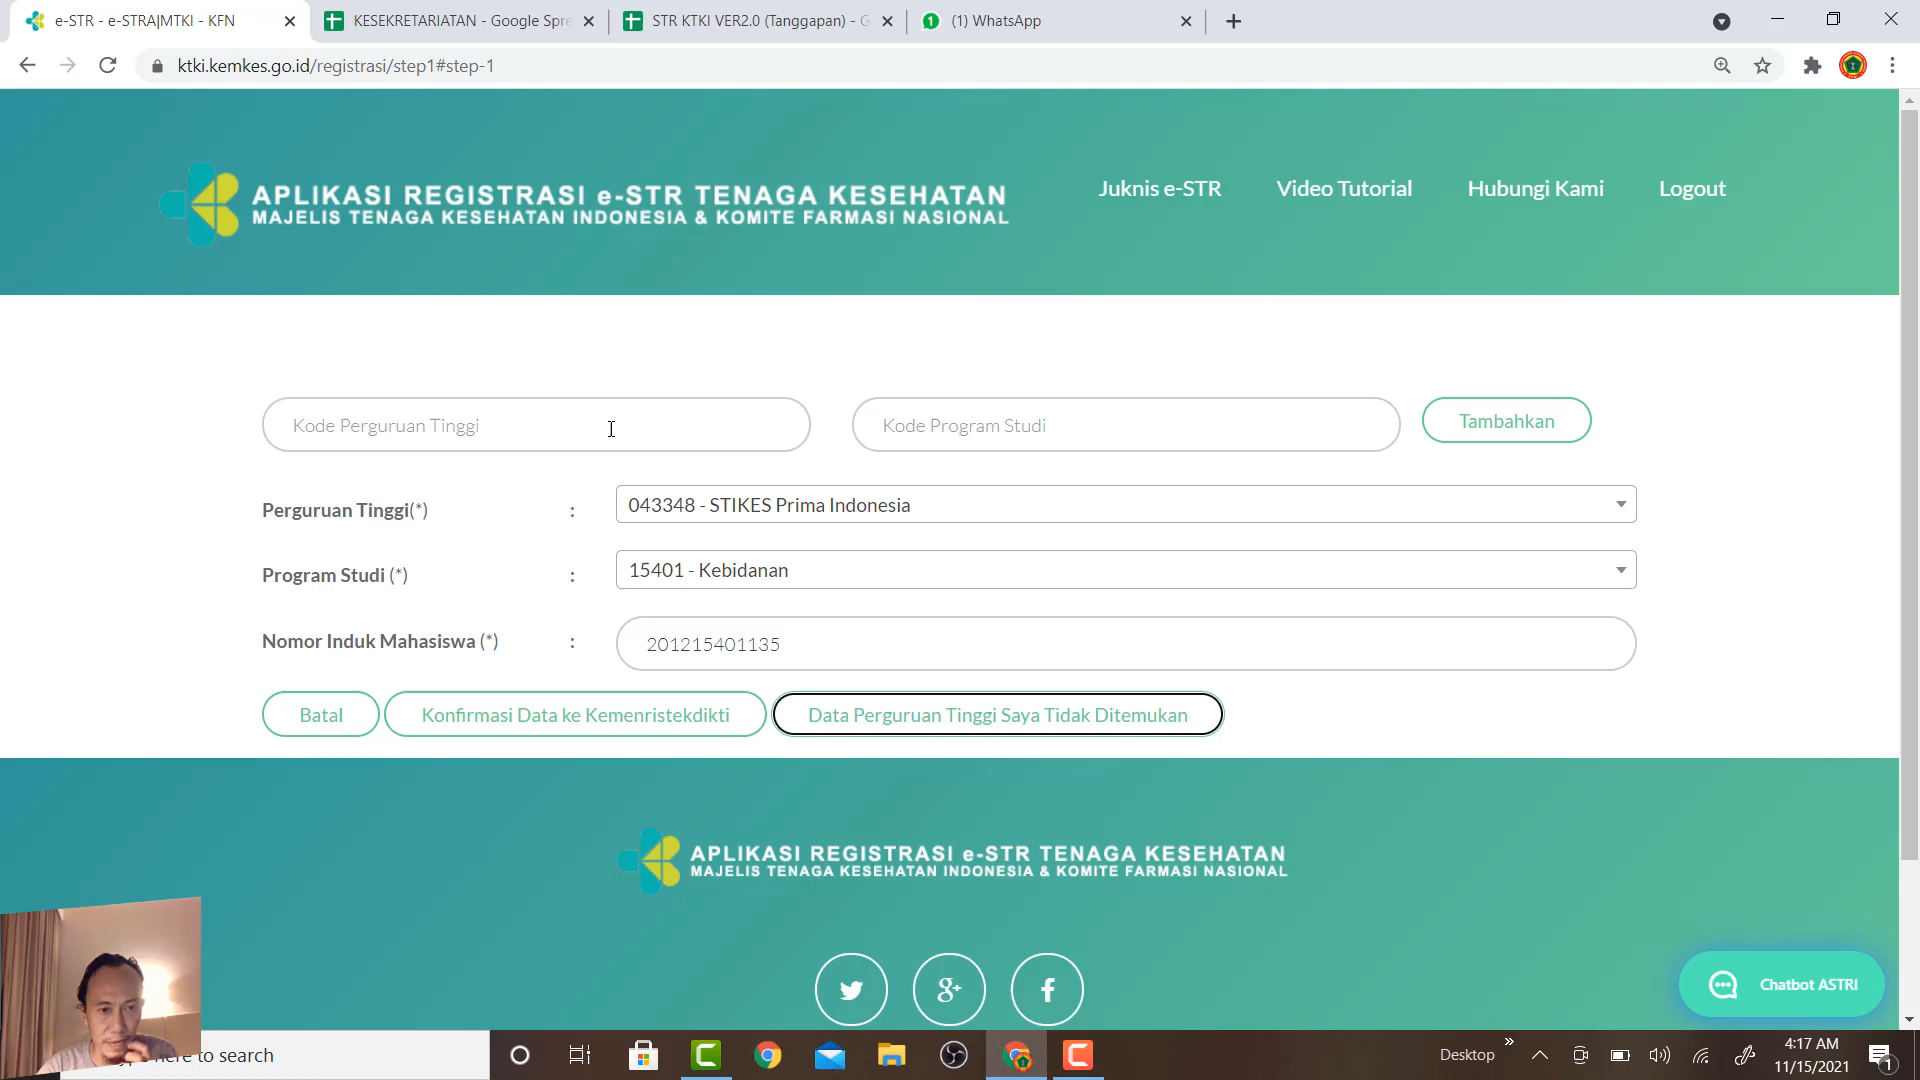 e-STR - e-STRA|MTKI - KFN
KESEKRETARIATAN - Google Spre
STR KTKI VER2.0 (Tanggapan) - G
(1) WhatsApp
ktki.kemkes.go.id/registrasi/step1#step-1
APLIKASI REGISTRASI e-STR TENAGA KESEHATAN
MAJELIS TENAGA KESEHATAN INDONESIA & KOMITE FARMASI NASIONAL
Juknis e-STR
Video Tutorial
Hubungi Kami
Logout
Kode Perguruan Tinggi
Kode Program Studi
Tambahkan
Perguruan Tinggi(*) : 043348 - STIKES Prima Indonesia
Program Studi (*) : 15401 - Kebidanan
Nomor Induk Mahasiswa (*) : 201215401135
Batal
Konfirmasi Data ke Kemenristekdikti
Data Perguruan Tinggi Saya Tidak Ditemukan
APLIKASI REGISTRASI e-STR TENAGA KESEHATAN
MAJELIS TENAGA KESEHATAN INDONESIA & KOMITE FARMASI NASIONAL
Chatbot ASTRI
to search
Desktop
4:17 AM
11/15/2021
1